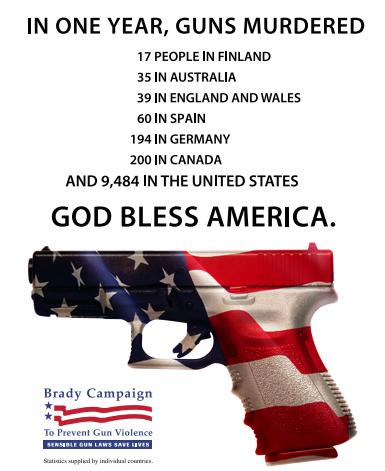 IN ONE YEAR, GUNS MURDERED
17 PEOPLE IN FINLAND
35 IN AUSTRALIA
39 IN ENGLAND AND WALES
60 IN SPAIN
194 IN GERMANY
200 IN CANADA
AND 9,484 IN THE UNITED STATES
GOD BLESS AMERICA.
Brady Campaign
To Prevent Gun Violence
SENSIBLE GUN LAWS SAVE LIVES
Statistics supplied by individual countries.